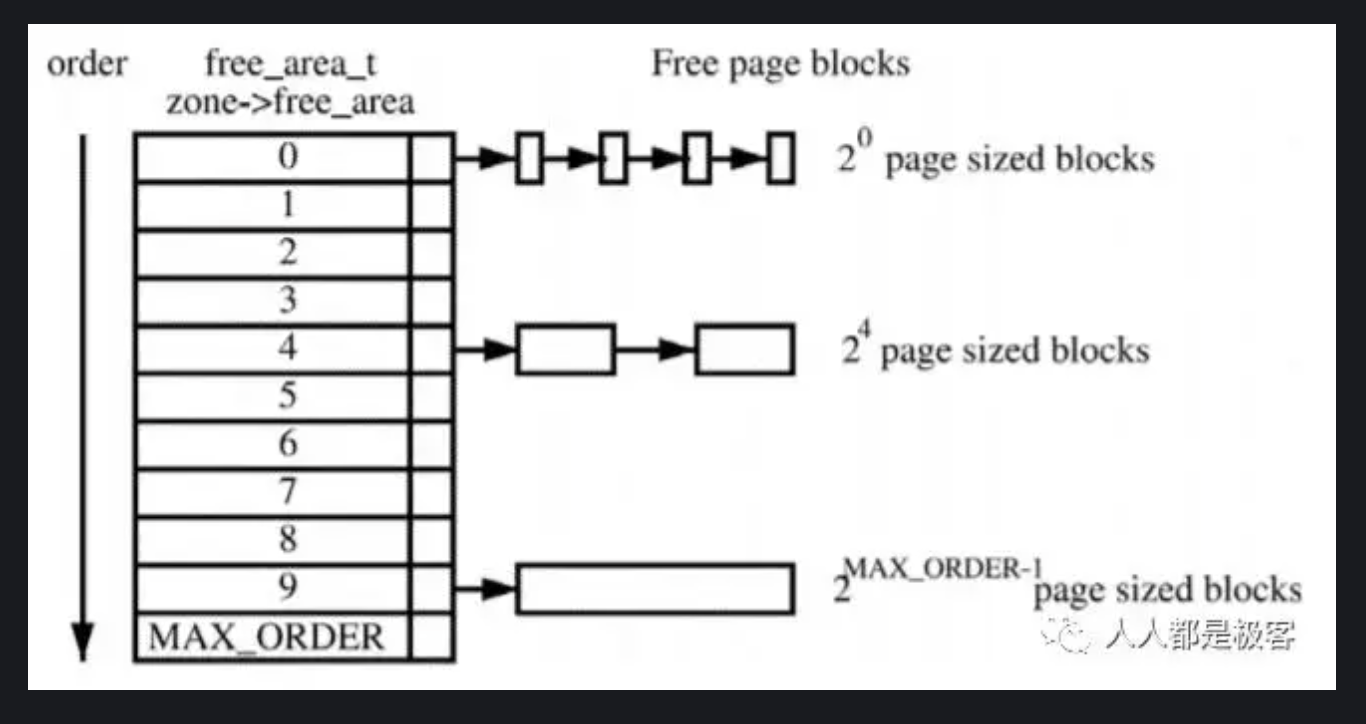 order free_area_t Free page blocks
zone->free_area
0 2^0 page sized blocks
1
2
3
4 2^4 page sized blocks
5
6
7
8
9 2^MAX_ORDER-1 page sized blocks
MAX_ORDER 人人都是极客